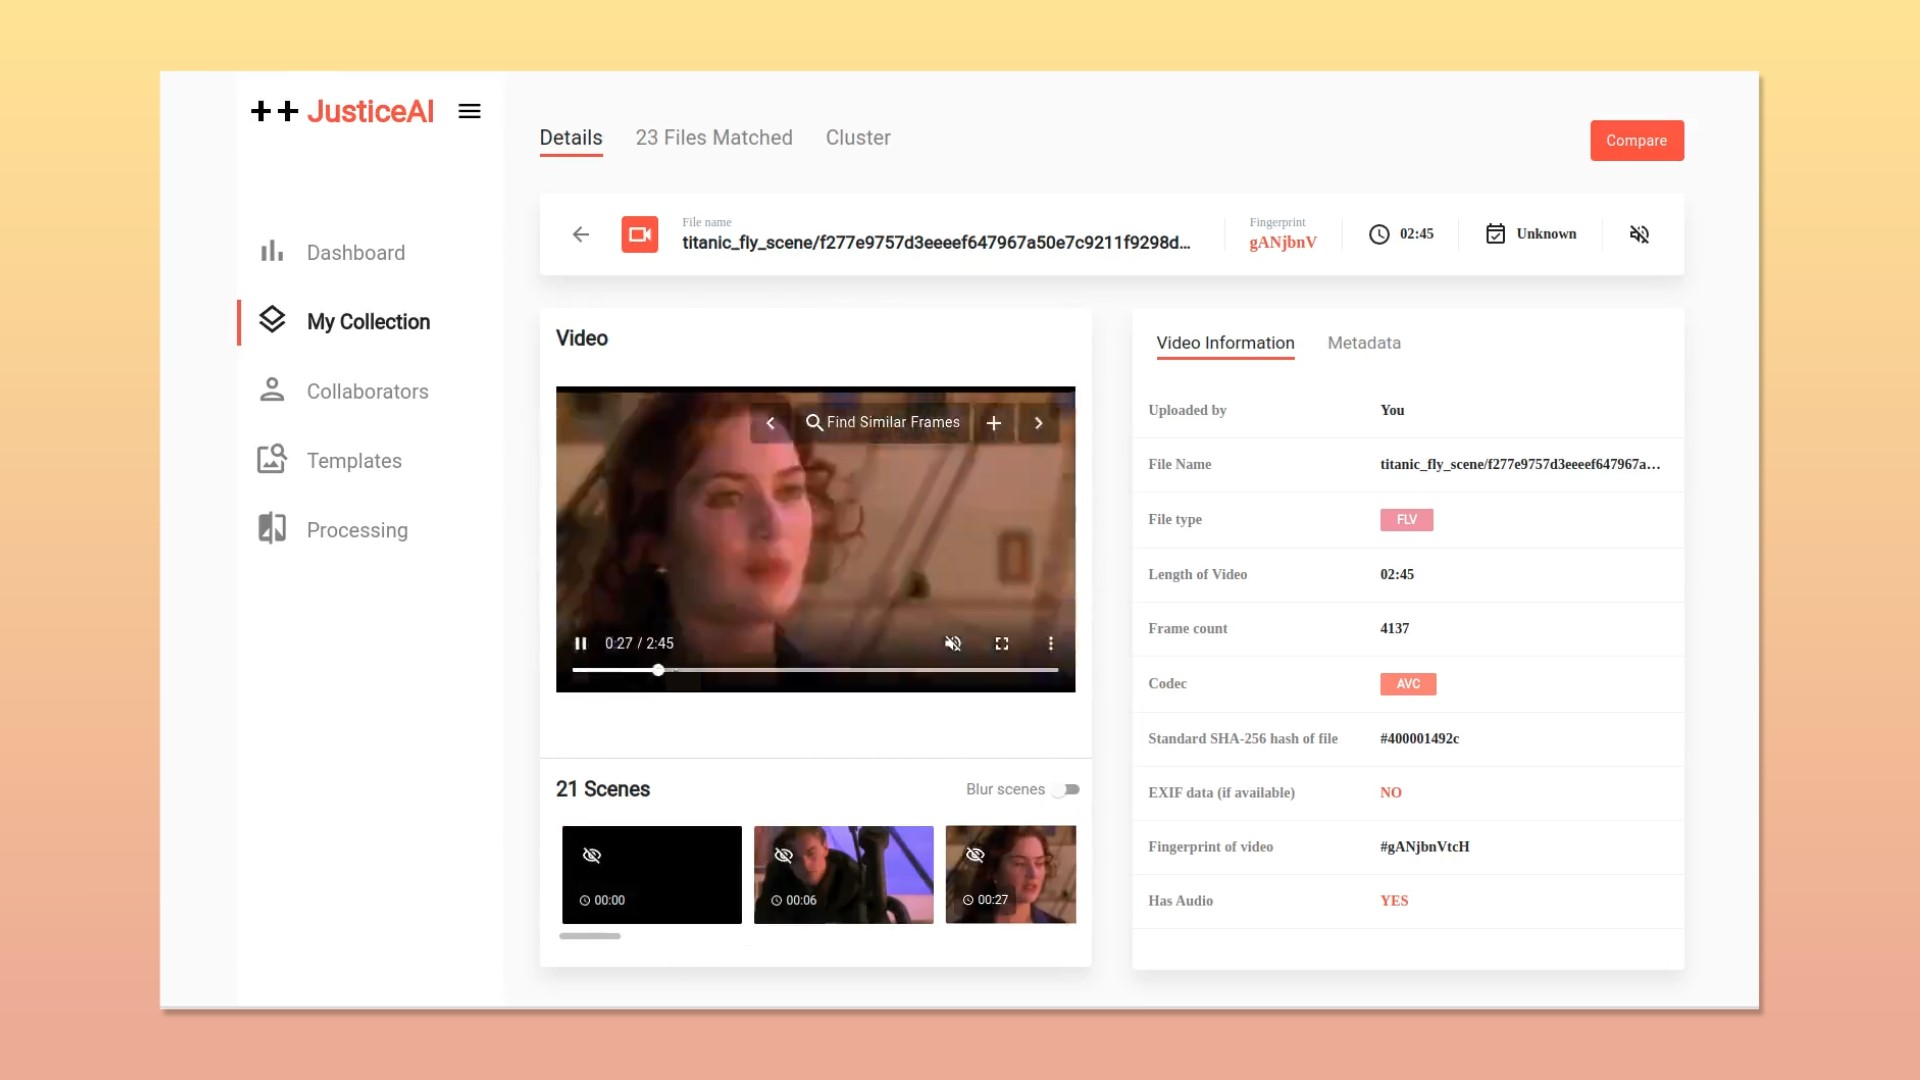 ++ JusticeAI
Details
23 Files Matched
Cluster
Compare
Dashboard
My Collection
Collaborators
Templates
Processing
File name
titanic_fly_scene/f277e9757d3eeeef647967a50e7c9211f9298d...
Fingerprint
gANjbnV
02:45
Unknown
Video
Find Similar Frames
0:27 / 2:45
21 Scenes
Blur scenes
00:00
00:06
00:27
Video Information
Metadata
Uploaded by
You
File Name
titanic_fly_scene/f277e9757d3eeeef647967a...
File type
FLV
Length of Video
02:45
Frame count
4137
Codec
AVC
Standard SHA-256 hash of file
#400001492c
EXIF data (if available)
NO
Fingerprint of video
#gANjbnVtcH
Has Audio
YES